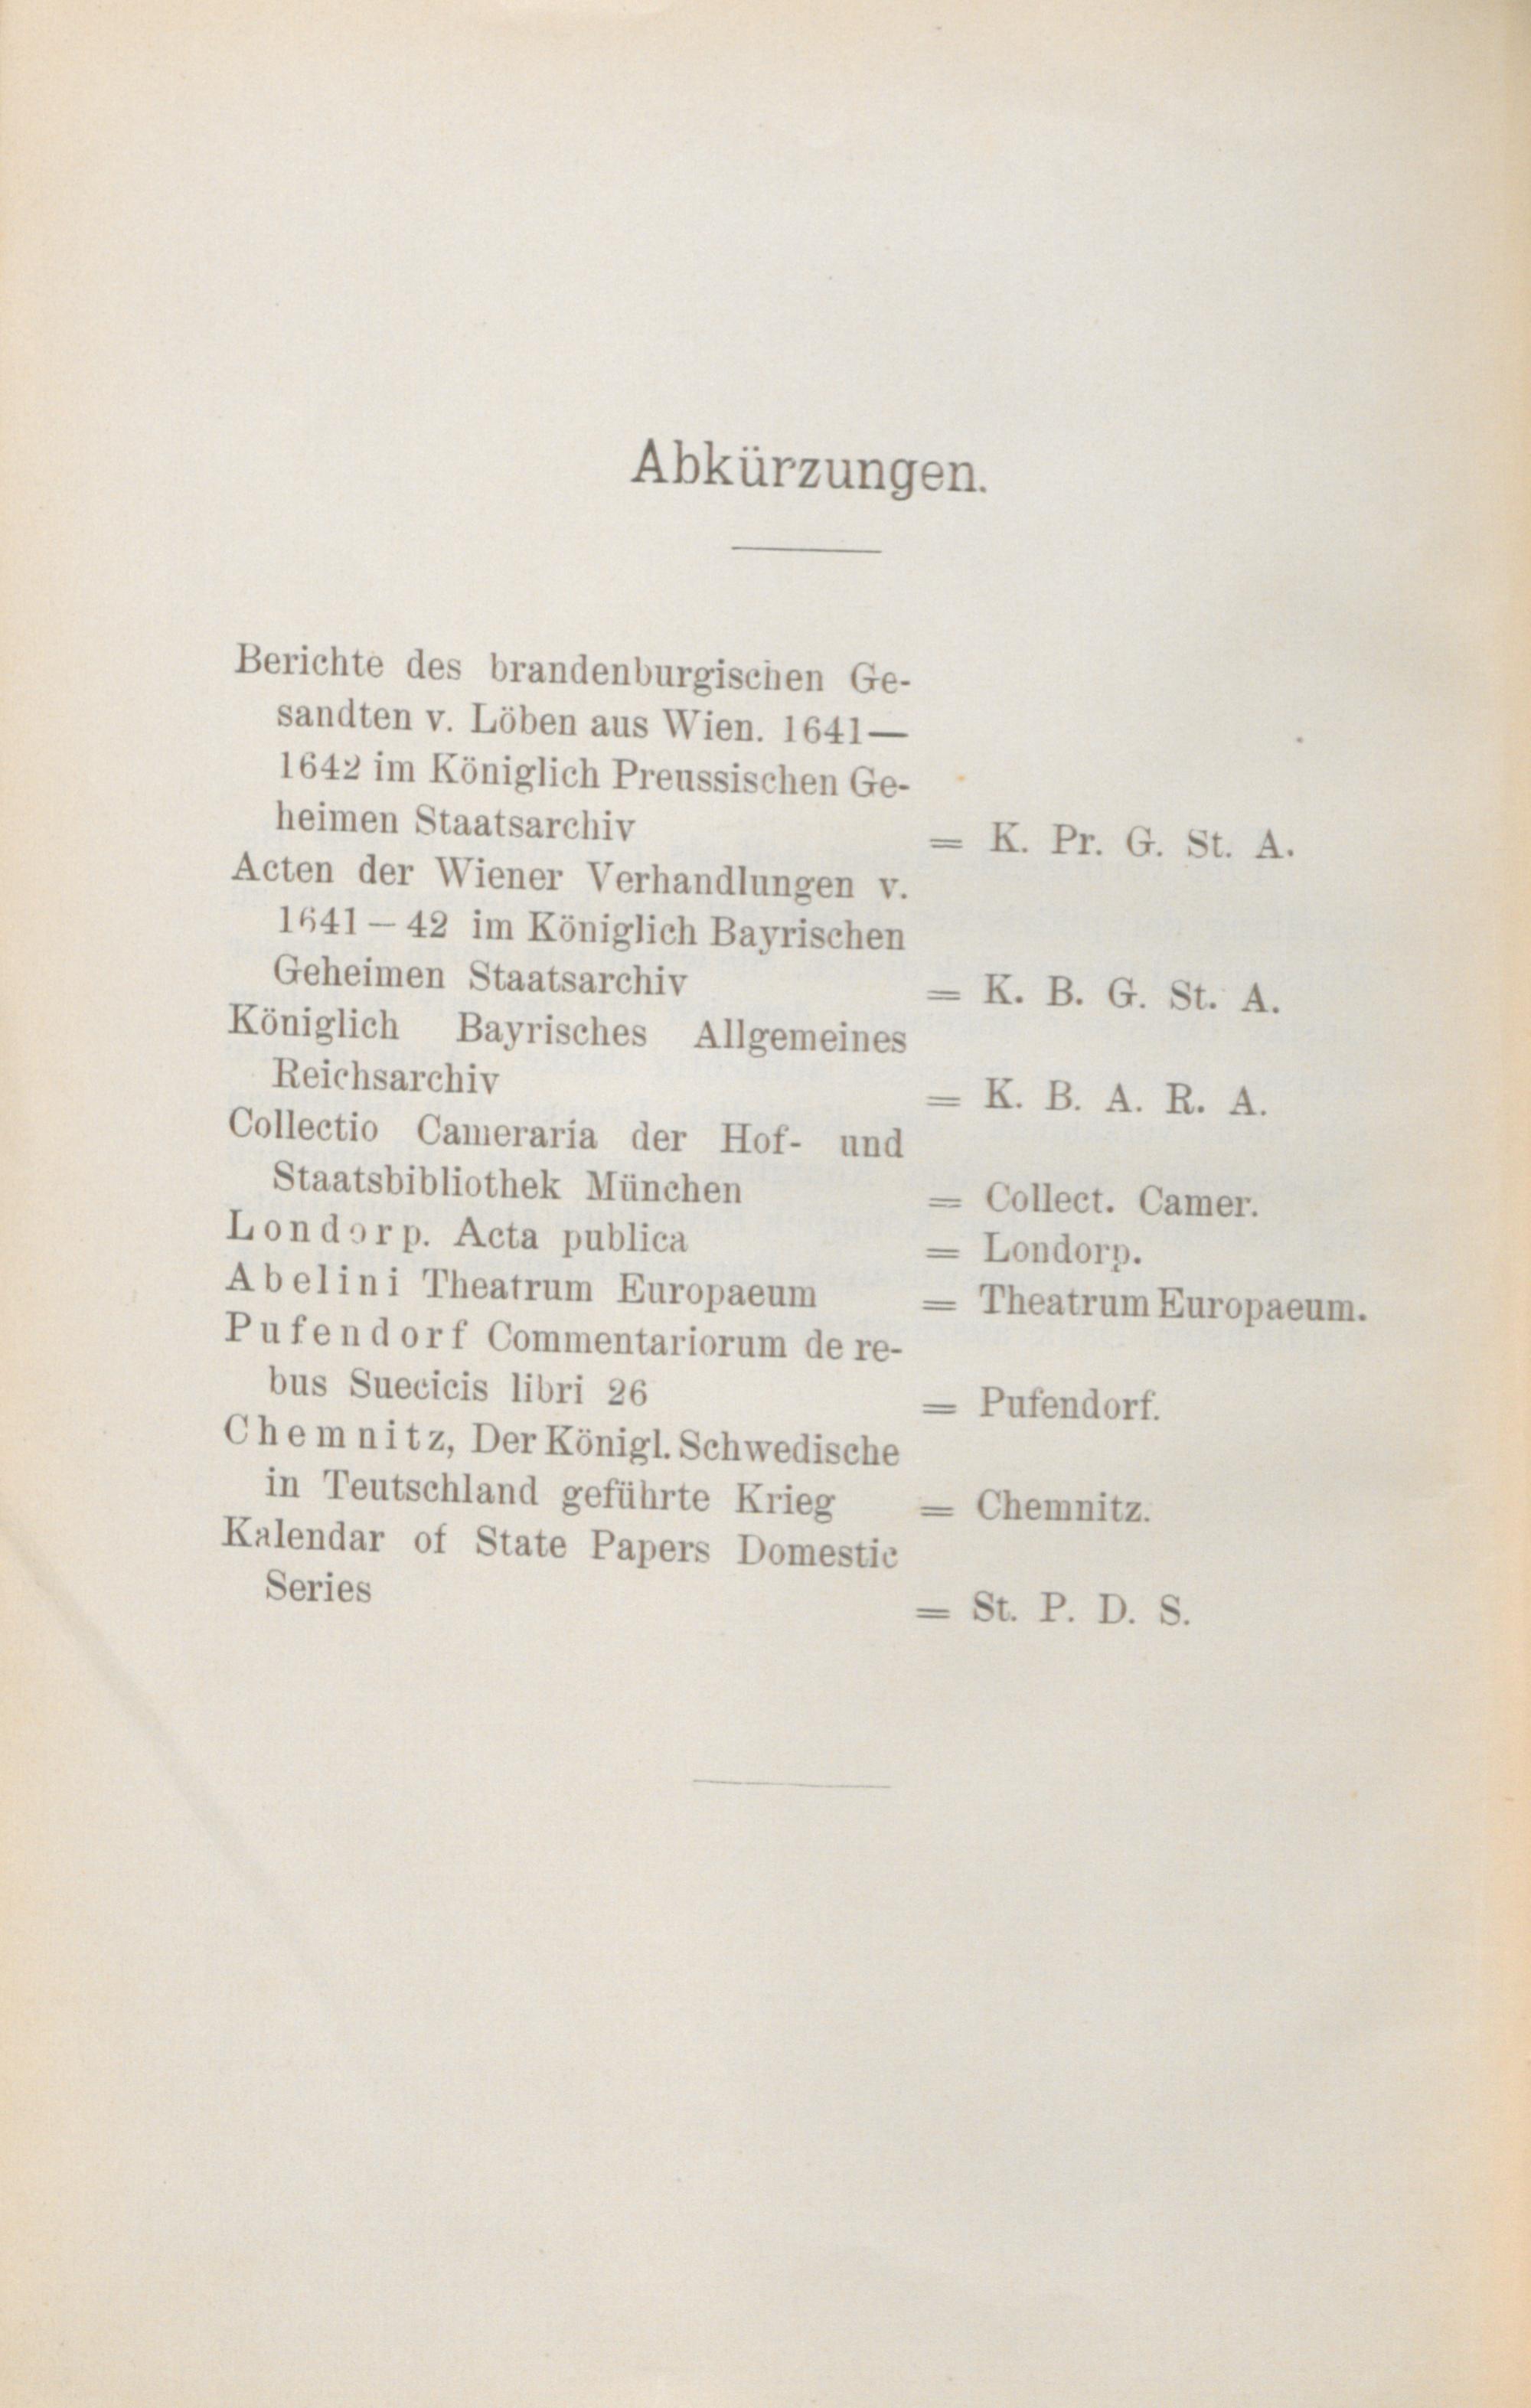 Abkürzungen.
Berichte des brandenburgischen Ge-
sandten v. Löben aus Wien. 1641—
1642 im Königlich Preussischen Ge-
heimen Staatsarchiv = K. Pr. G. St. A.
Acten der Wiener Verhandlungen v.
1641 — 42 im Königlich Bayrischen
Geheimen Staatsarchiv = K. B. G. St. A.
Königlich Bayrisches Allgemeines
Reichsarchiv = K. B. A. R. A.
Collectio Cameraria der Hof- und
Staatsbibliothek München = Collect. Camer.
Londorp. Acta publica = Londorp.
Abelini Theatrum Europaeum = Theatrum Europaeum.
Pufendorf Commentariorum de re-
bus Suecicis libri 26 = Pufendorf.
Chemnitz, Der Königl. Schwedische
in Teutschland geführte Krieg = Chemnitz.
Kalendar of State Papers Domestic
Series = St. P. D. S.